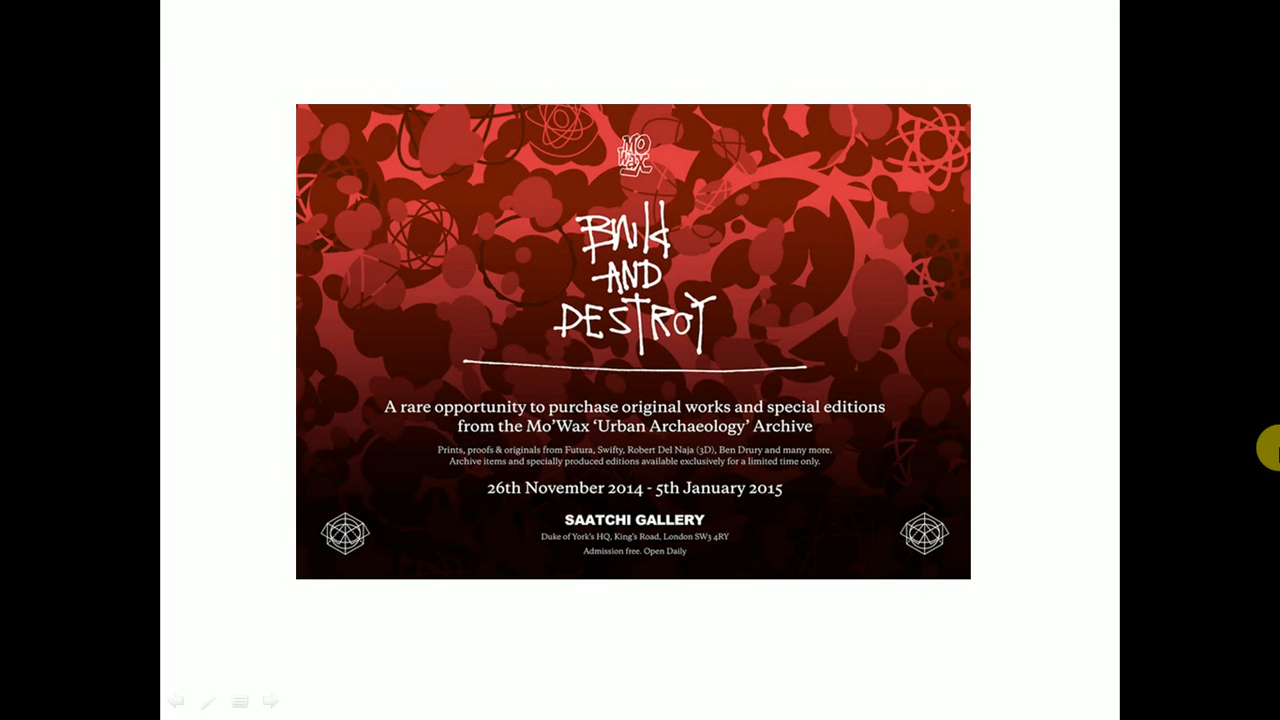 MO
WAX
BUILD
AND
DESTROY
A rare opportunity to purchase original works and special editions
from the Mo’Wax ‘Urban Archaeology’ Archive
Prints, proofs & originals from Futura, Swifty, Robert Del Naja (3D), Ben Drury and many more.
Archive items and specially produced editions available exclusively for a limited time only.
26th November 2014 - 5th January 2015
SAATCHI GALLERY
Duke of York's HQ, King's Road, London SW3 4RY
Admission free. Open Daily